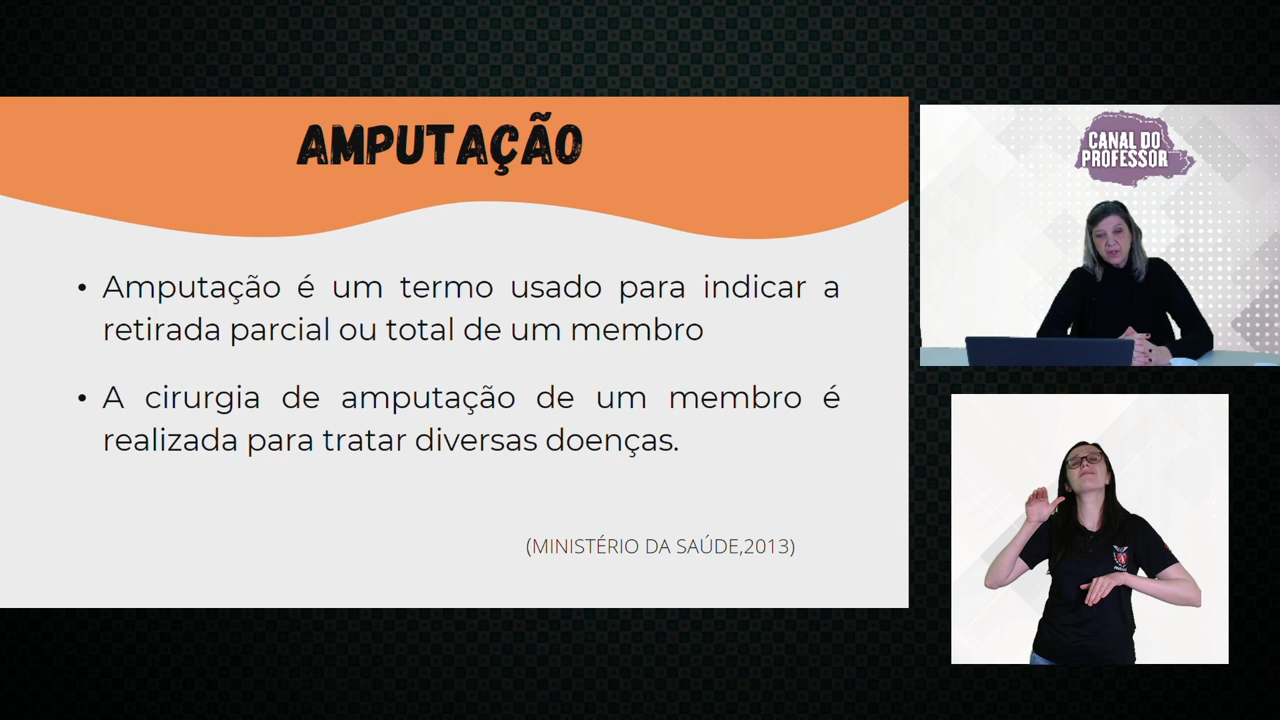 AMPUTAÇÃO
• Amputação é um termo usado para indicar a
retirada parcial ou total de um membro
• A cirurgia de amputação de um membro é
realizada para tratar diversas doenças.
(MINISTÉRIO DA SAÚDE,2013)
CANAL DO
PROFESSOR